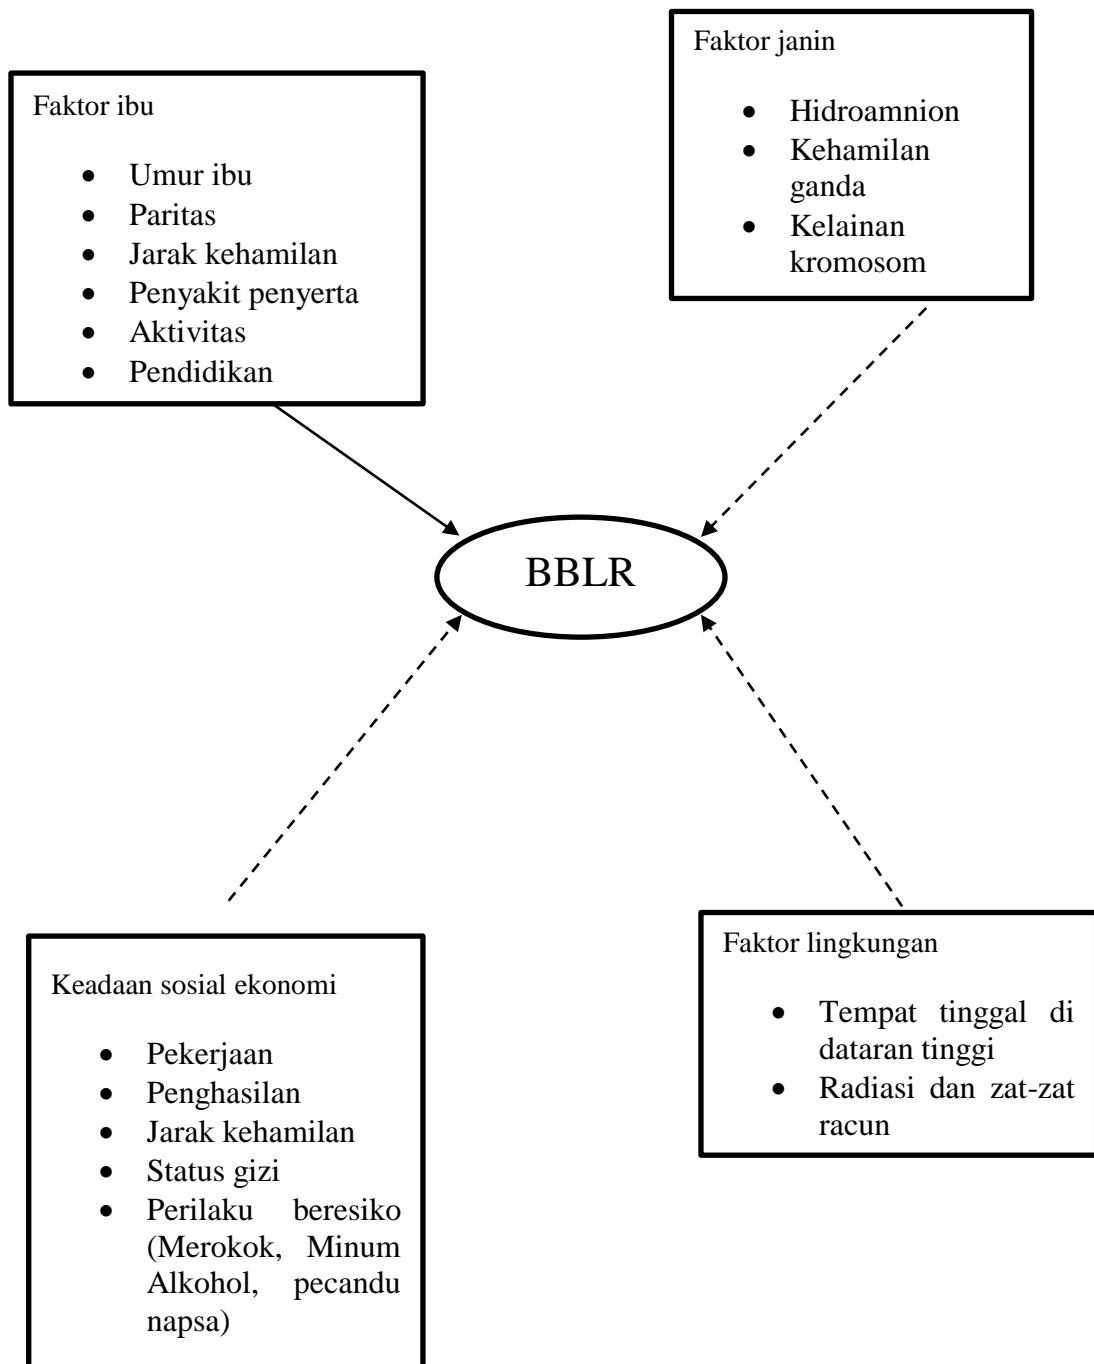 Faktor ibu
• Umur ibu
• Paritas
• Jarak kehamilan
• Penyakit penyerta
• Aktivitas
• Pendidikan
Faktor janin
• Hidroamnion
• Kehamilan
ganda
• Kelainan
kromosom
BBLR
Keadaan sosial ekonomi
• Pekerjaan
• Penghasilan
• Jarak kehamilan
• Status gizi
• Perilaku beresiko
(Merokok, Minum
Alkohol, pecandu
napsa)
Faktor lingkungan
• Tempat tinggal di
dataran tinggi
• Radiasi dan zat-zat
racun